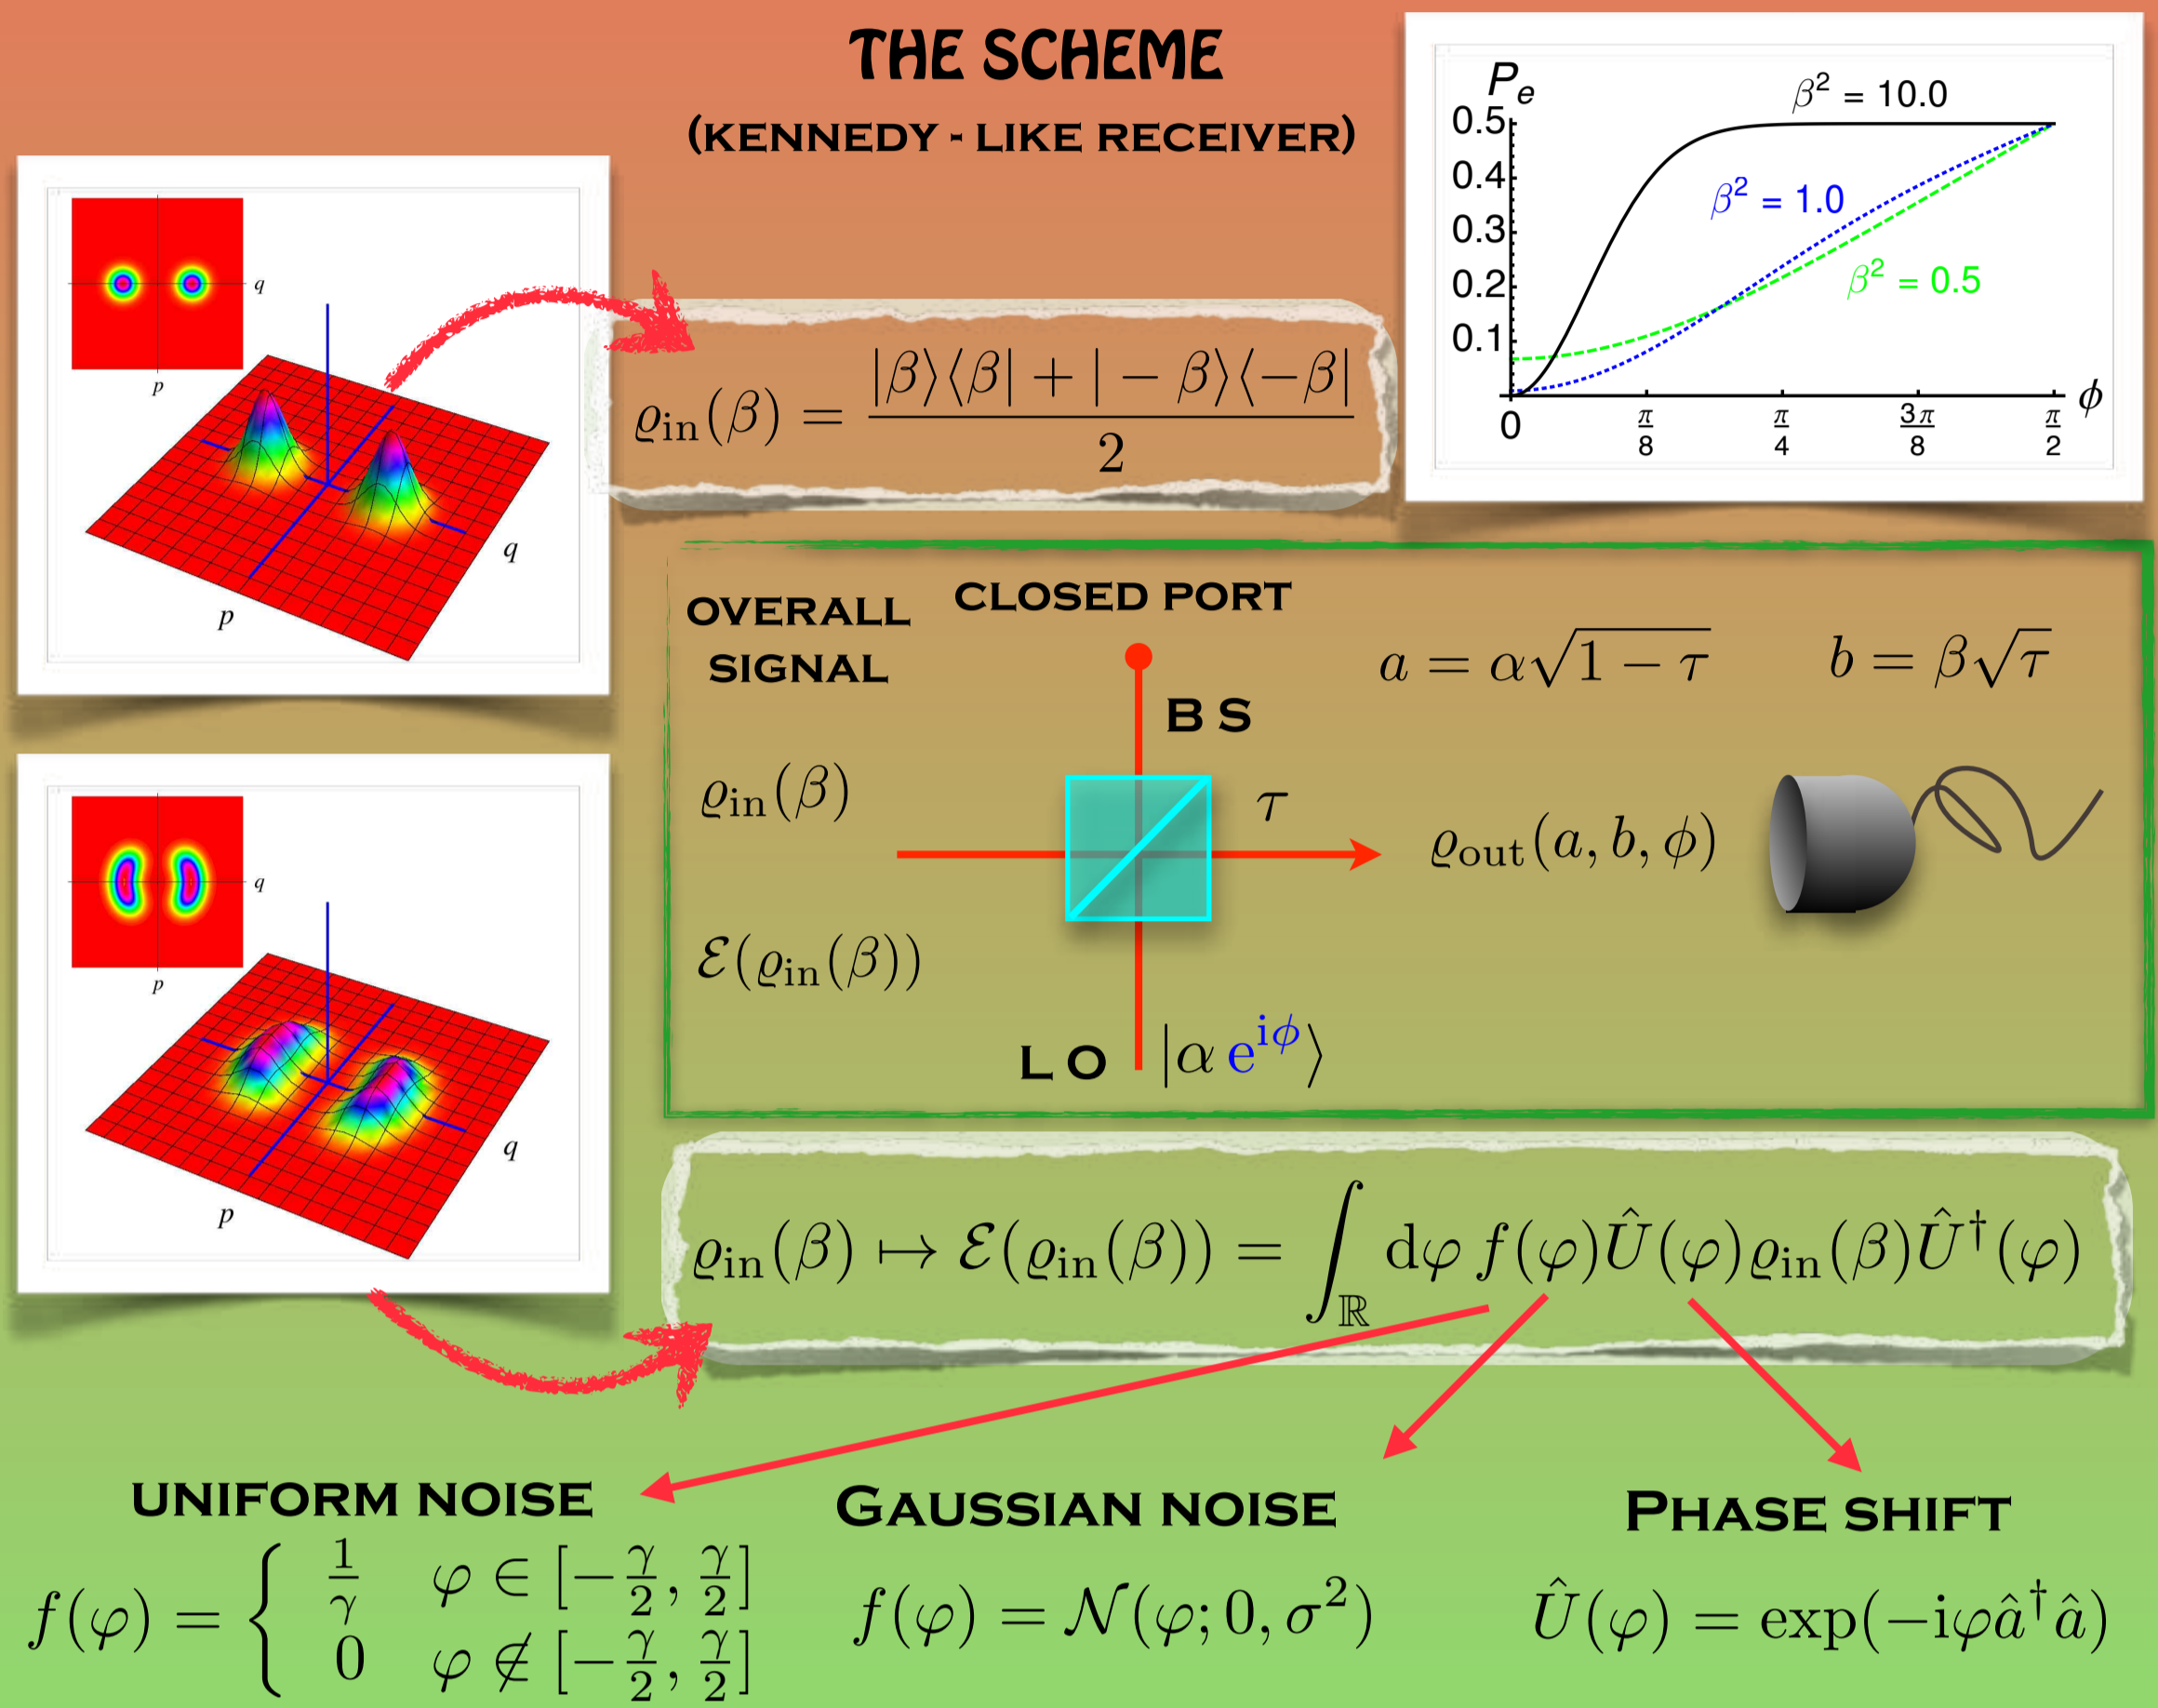 THE SCHEME
(KENNEDY - LIKE RECEIVER)
q
p
q
p
ϱ_in(β) = (|β⟩⟨β| + | − β⟩⟨−β|) / 2
P_e
0.5
0.4
0.3
0.2
0.1
β² = 10.0
β² = 1.0
β² = 0.5
0 π/8 π/4 3π/8 π/2 ϕ
OVERALL SIGNAL
CLOSED PORT
a = α√(1 − τ) b = β√τ
B S
ϱ_in(β)
τ
ϱ_out(a, b, ϕ)
ℰ(ϱ_in(β))
L O |α e^{iϕ}⟩
q
p
q
p
ϱ_in(β) ↦ ℰ(ϱ_in(β)) = ∫_ℝ dφ f(φ)Û(φ)ϱ_in(β)Û†(φ)
UNIFORM NOISE
f(φ) = { 1/γ φ ∈ [−γ/2, γ/2]
0 φ ∉ [−γ/2, γ/2]
GAUSSIAN NOISE
f(φ) = 𝒩(φ; 0, σ²)
PHASE SHIFT
Û(φ) = exp(−iφâ†â)